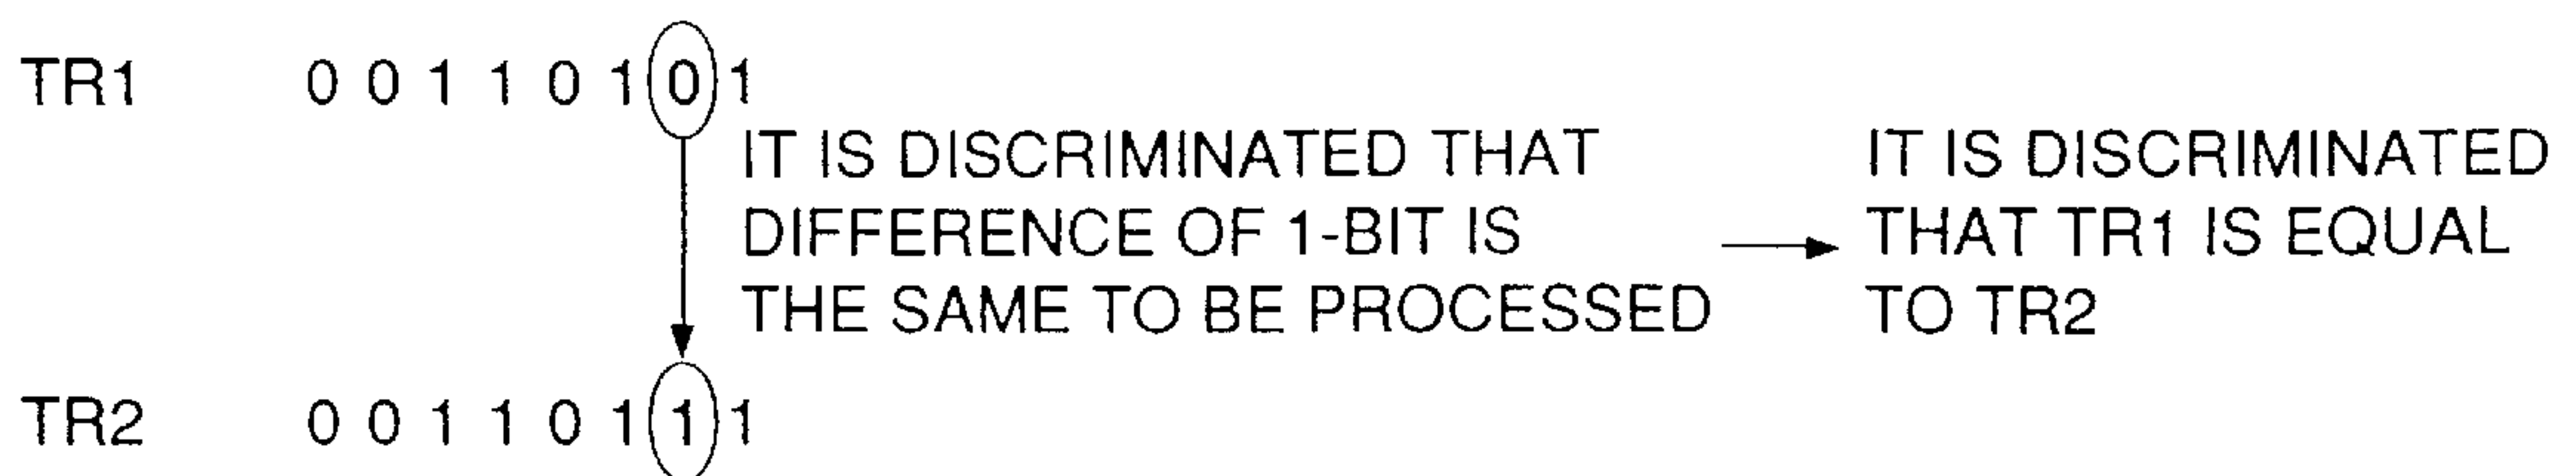 TR1 0 0 1 1 0 1 0 1
IT IS DISCRIMINATED THAT
DIFFERENCE OF 1-BIT IS
THE SAME TO BE PROCESSED
IT IS DISCRIMINATED
THAT TR1 IS EQUAL
TO TR2
TR2 0 0 1 1 0 1 1 1